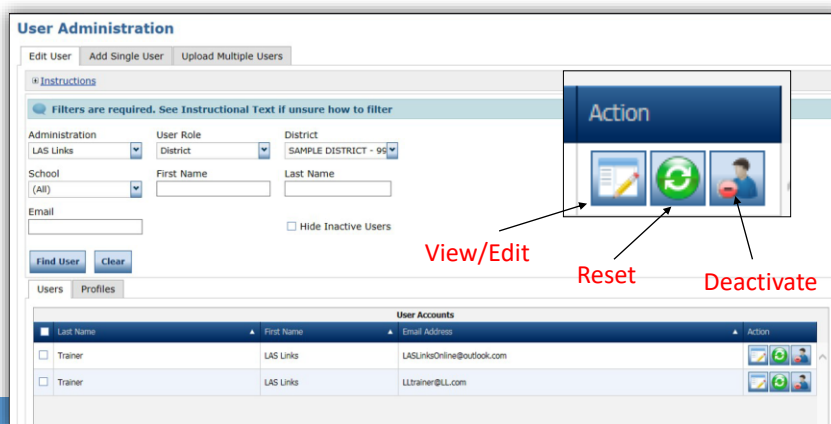 User Administration
Edit User Add Single User Upload Multiple Users
Instructions
Filters are required. See Instructional Text if unsure how to filter
Administration User Role District
LAS Links District SAMPLE DISTRICT - 99
School First Name Last Name
(All)
Email
Hide Inactive Users
Find User Clear
Action
View/Edit
Reset
Deactivate
Users Profiles
User Accounts
Last Name First Name Email Address Action
Trainer LAS Links LASLinksOnline@outlook.com
Trainer LAS Links LLtrainer@LL.com